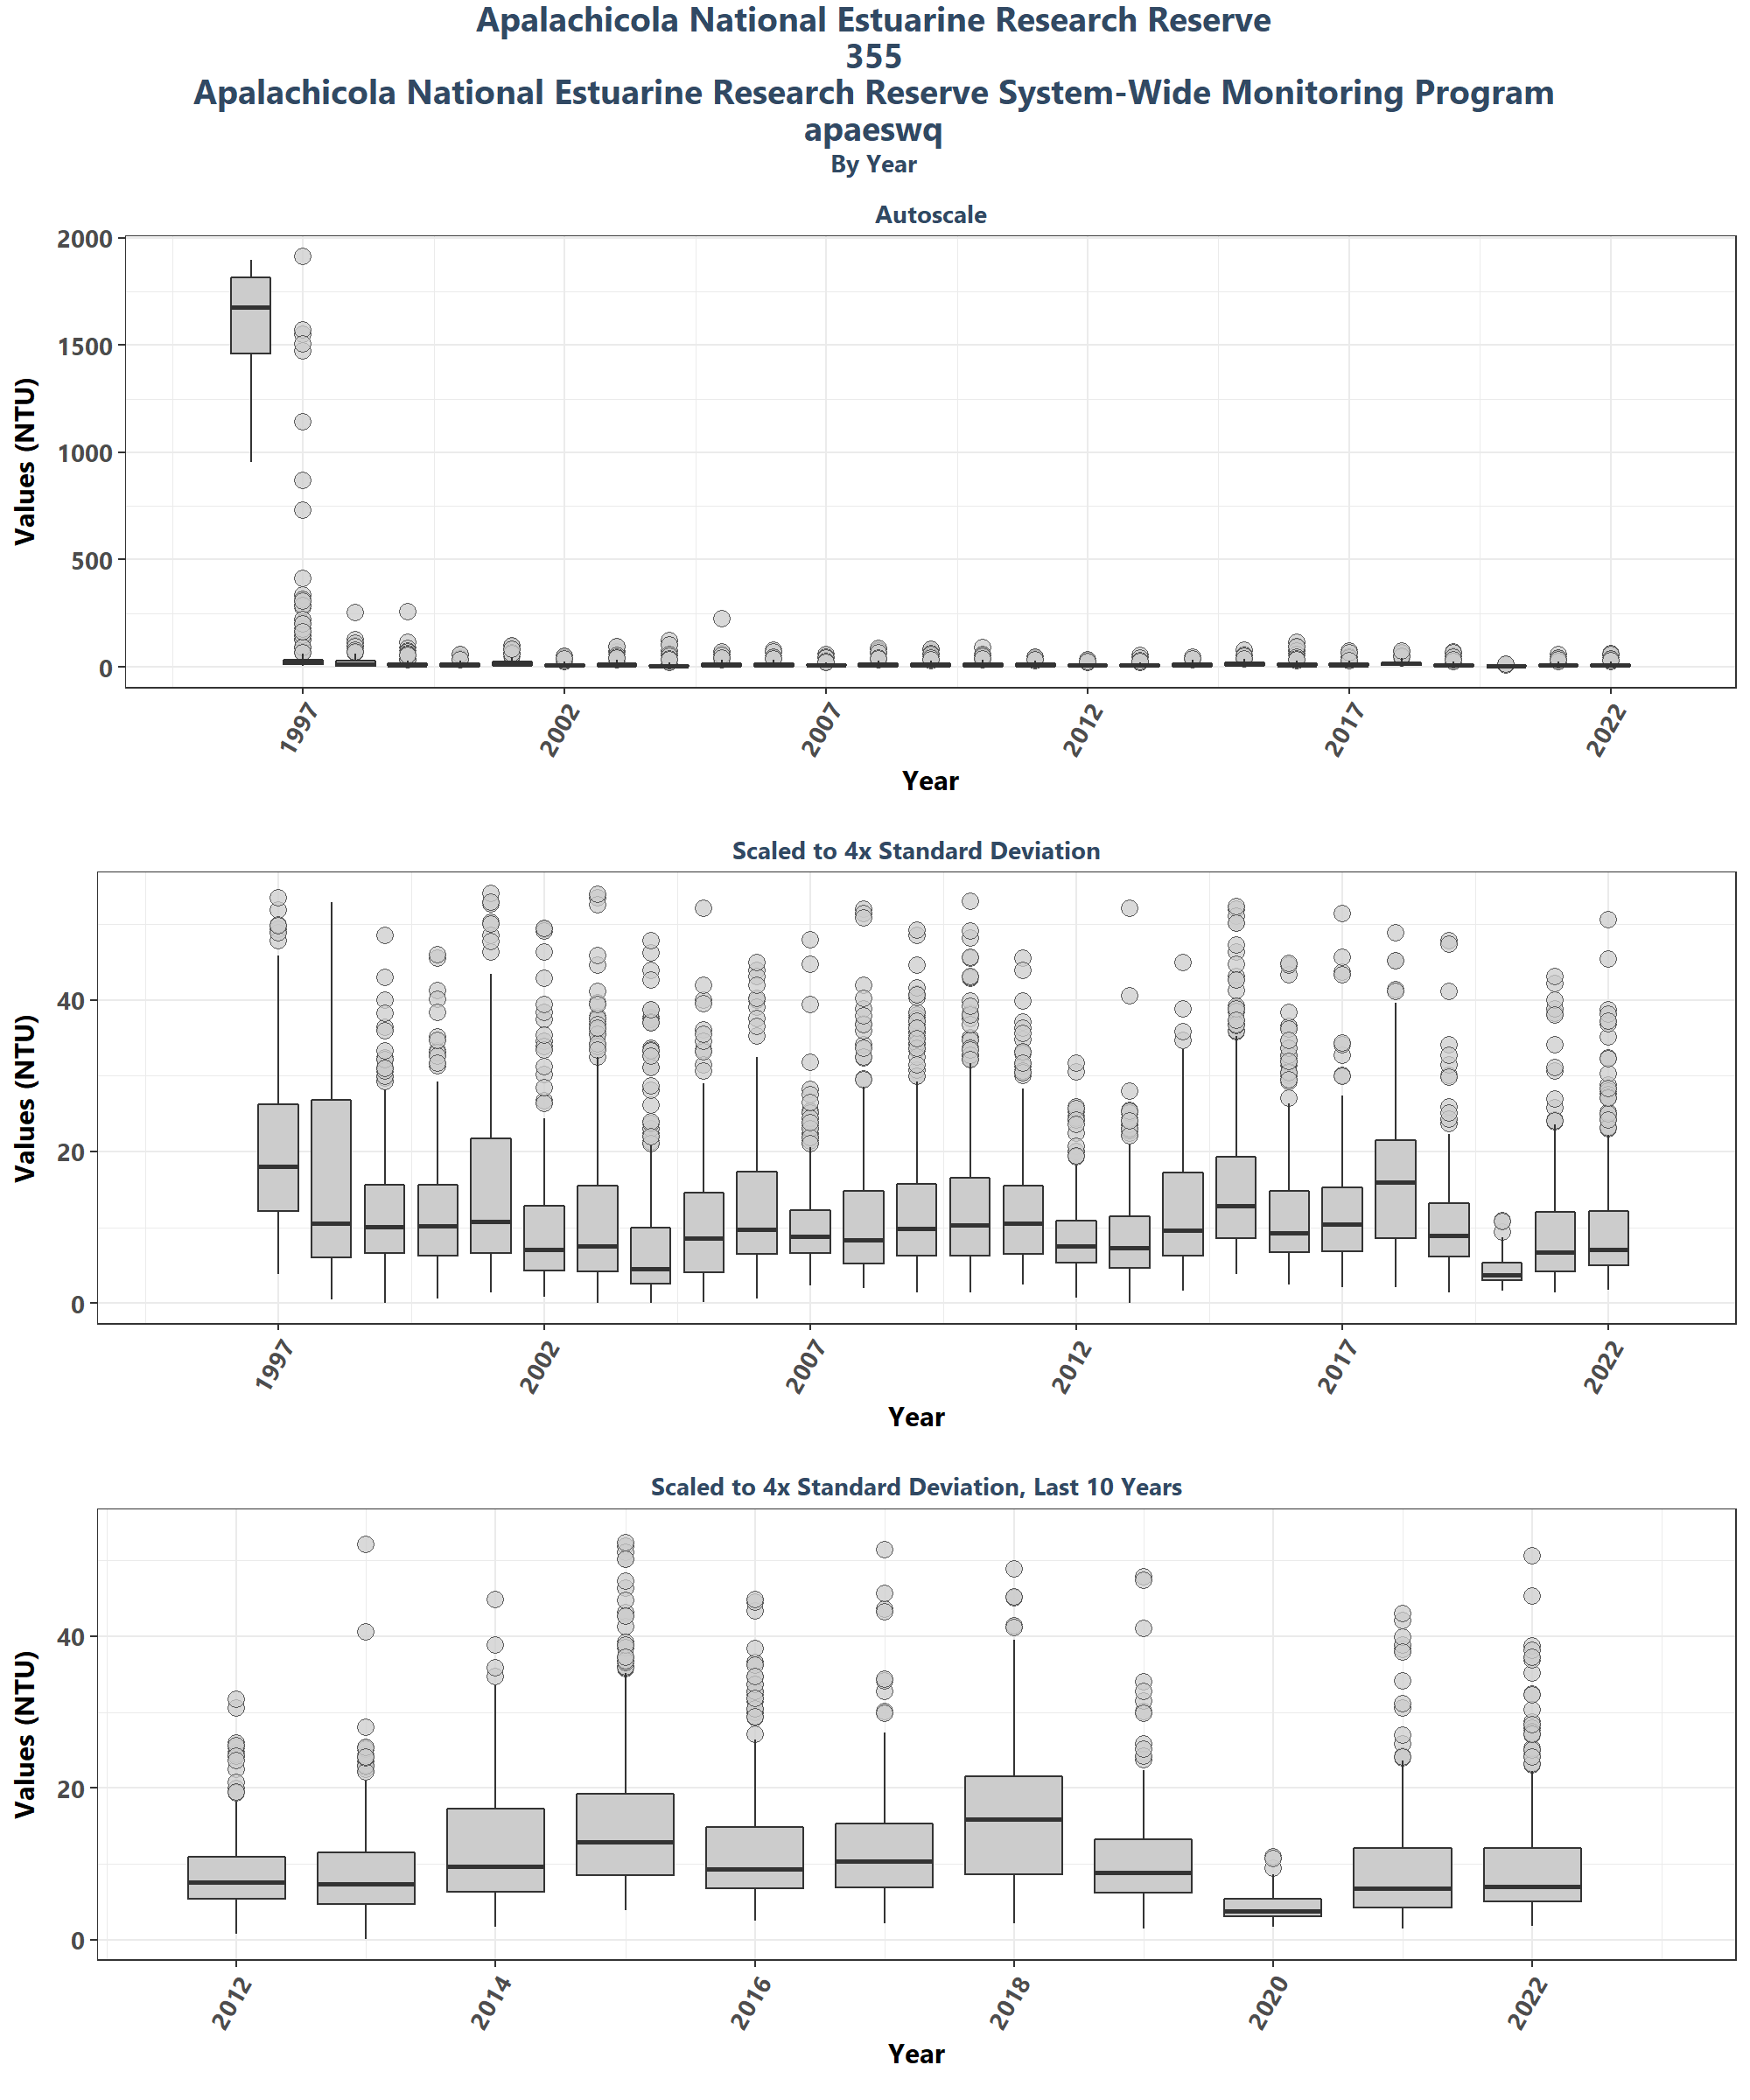 Apalachicola National Estuarine Research Reserve
355
Apalachicola National Estuarine Research Reserve System-Wide Monitoring Program
apaeswq
By Year
Autoscale
Values (NTU)
2000
1500
1000
500
0
1997 2002 2007 2012 2017 2022
Year
Scaled to 4x Standard Deviation
Values (NTU)
40
20
0
1997 2002 2007 2012 2017 2022
Year
Scaled to 4x Standard Deviation, Last 10 Years
Values (NTU)
40
20
0
2012 2014 2016 2018 2020 2022
Year